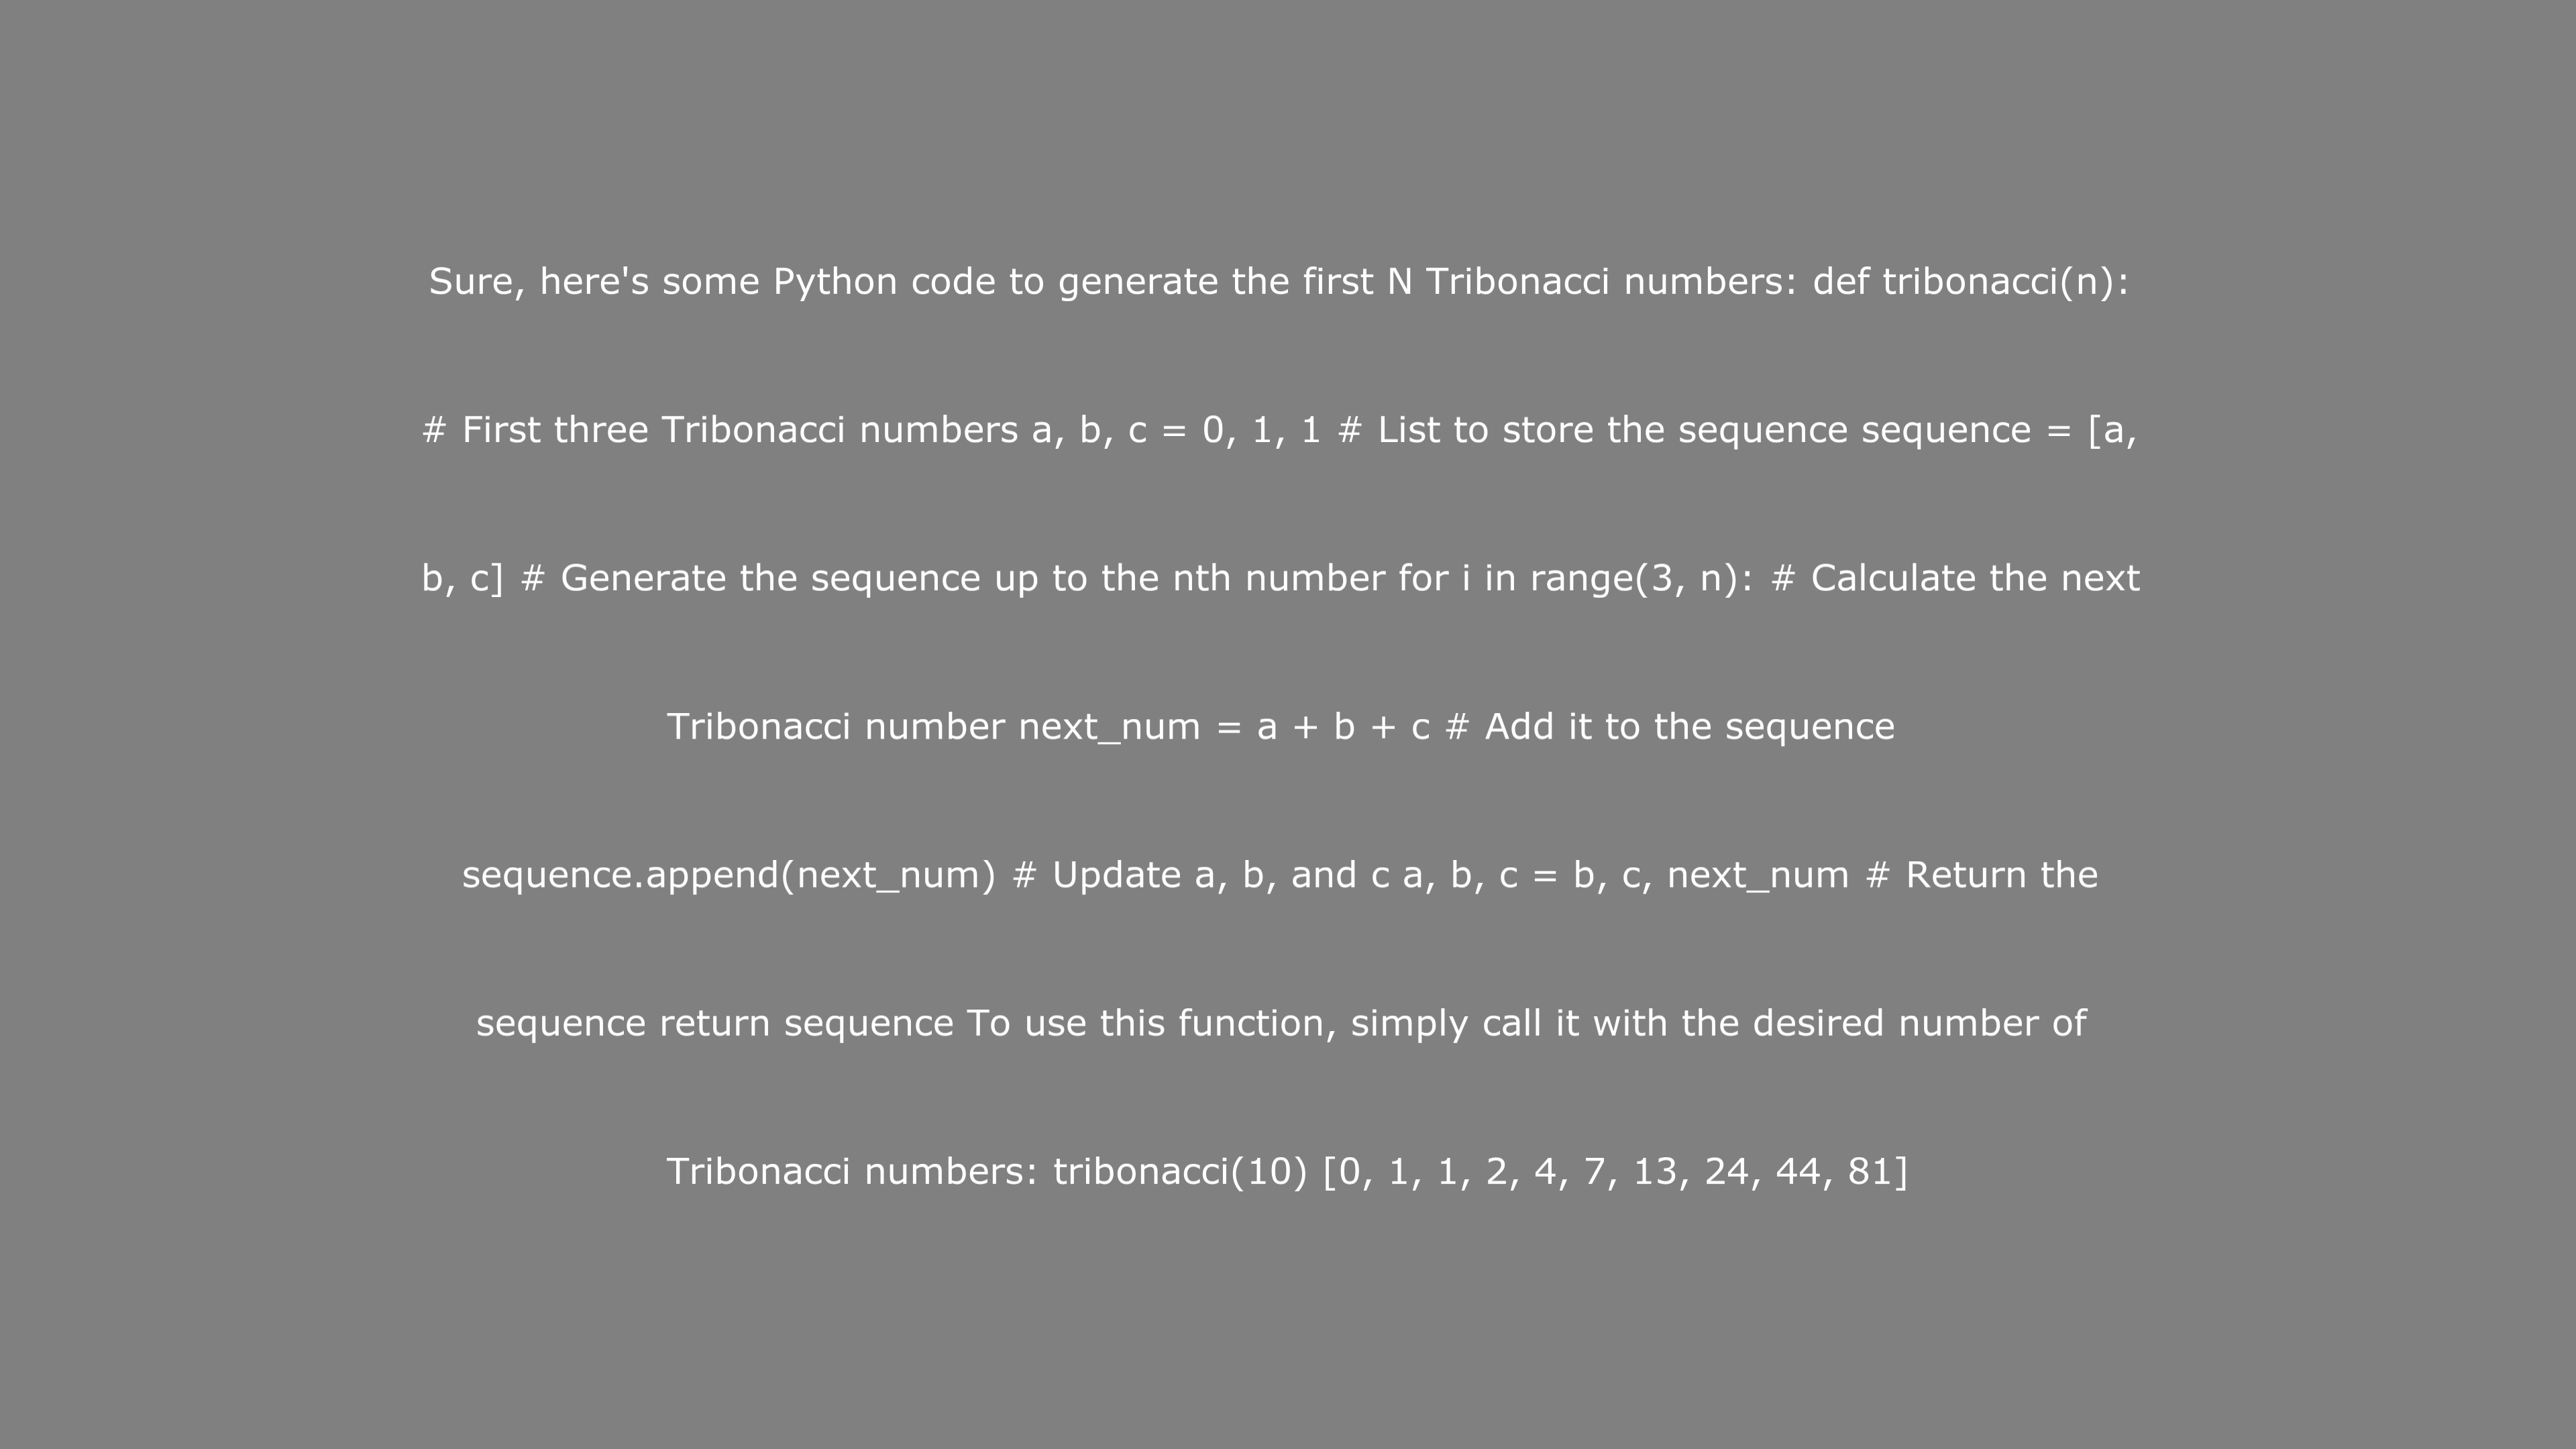 Sure, here's some Python code to generate the first N Tribonacci numbers: def tribonacci(n):
# First three Tribonacci numbers a, b, c = 0, 1, 1 # List to store the sequence sequence = [a,
b, c] # Generate the sequence up to the nth number for i in range(3, n): # Calculate the next
Tribonacci number next_num = a + b + c # Add it to the sequence
sequence.append(next_num) # Update a, b, and c a, b, c = b, c, next_num # Return the
sequence return sequence To use this function, simply call it with the desired number of
Tribonacci numbers: tribonacci(10) [0, 1, 1, 2, 4, 7, 13, 24, 44, 81]